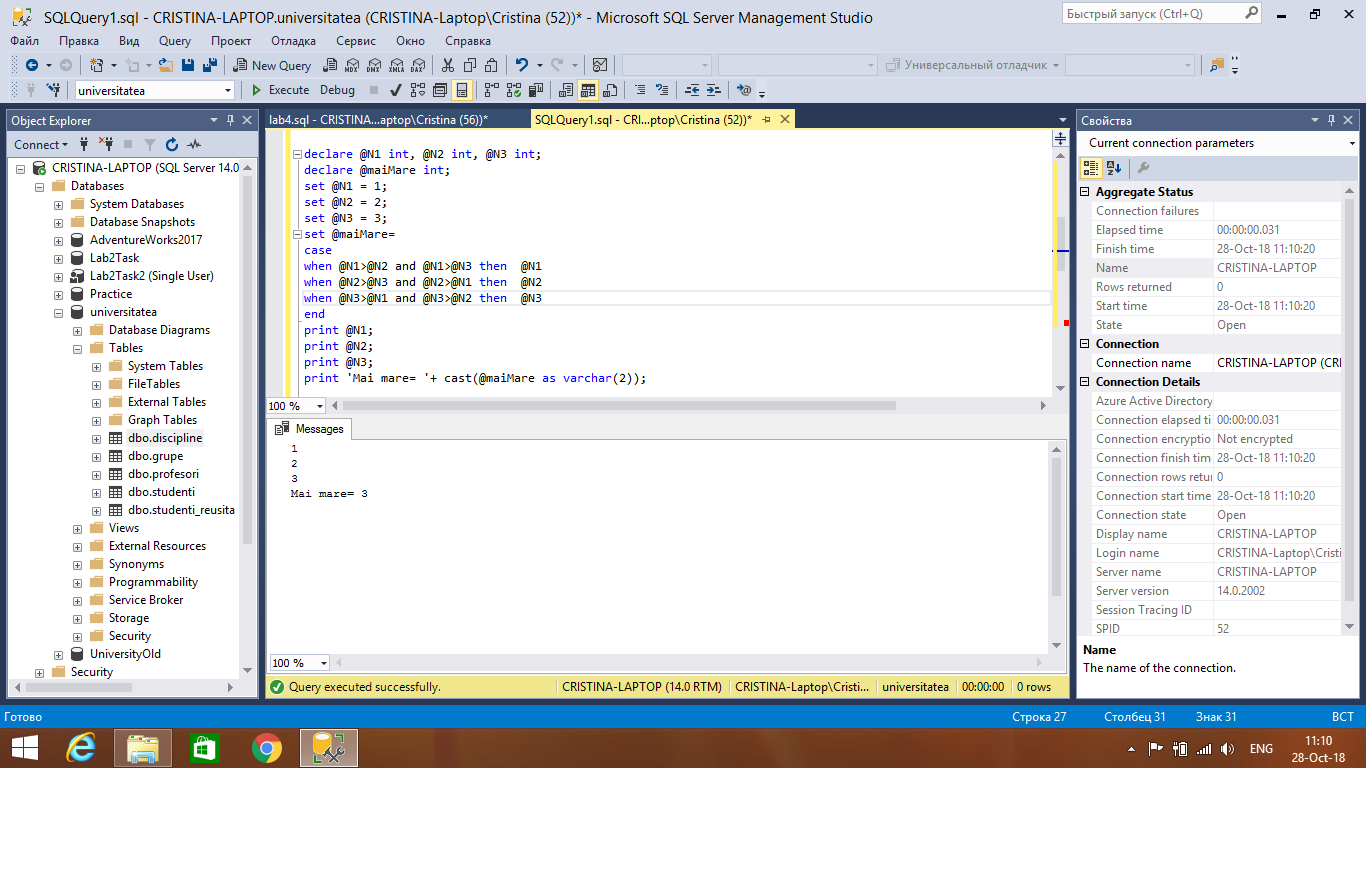 SQLQuery1.sql - CRISTINA-LAPTOP.universitatea (CRISTINA-Laptop\Cristina (52))* - Microsoft SQL Server Management Studio
Быстрый запуск (Ctrl+Q)
Файл Правка Вид Query Проект Отладка Сервис Окно Справка
New Query MDX DMX XMLA DAX Универсальный отладчик
universitatea Execute Debug
Object Explorer
Connect
CRISTINA-LAPTOP (SQL Server 14.0
Databases
System Databases
Database Snapshots
AdventureWorks2017
Lab2Task
Lab2Task2 (Single User)
Practice
universitatea
Database Diagrams
Tables
System Tables
FileTables
External Tables
Graph Tables
dbo.discipline
dbo.grupe
dbo.profesori
dbo.studenti
dbo.studenti_reusita
Views
External Resources
Synonyms
Programmability
Service Broker
Storage
Security
UniversityOld
Security
lab4.sql - CRISTINA...aptop\Cristina (56))*
SQLQuery1.sql - CRI...ptop\Cristina (52))*
declare @N1 int, @N2 int, @N3 int;
declare @maiMare int;
set @N1 = 1;
set @N2 = 2;
set @N3 = 3;
set @maiMare=
case
when @N1>@N2 and @N1>@N3 then  @N1
when @N2>@N3 and @N2>@N1 then  @N2
when @N3>@N1 and @N3>@N2 then  @N3
end
print @N1;
print @N2;
print @N3;
print 'Mai mare= '+ cast(@maiMare as varchar(2));
100 %
Messages
1
2
3
Mai mare= 3
100 %
Query executed successfully. CRISTINA-LAPTOP (14.0 RTM) CRISTINA-Laptop\Cristi... universitatea 00:00:00 0 rows
Свойства
Current connection parameters
Aggregate Status
Connection failures
Elapsed time 00:00:00.031
Finish time 28-Oct-18 11:10:20
Name CRISTINA-LAPTOP
Rows returned 0
Start time 28-Oct-18 11:10:20
State Open
Connection
Connection name CRISTINA-LAPTOP (CRI
Connection Details
Azure Active Directory
Connection elapsed ti 00:00:00.031
Connection encryptio Not encrypted
Connection finish tim 28-Oct-18 11:10:20
Connection rows retur 0
Connection start time 28-Oct-18 11:10:20
Connection state Open
Display name CRISTINA-LAPTOP
Login name CRISTINA-Laptop\Cristi
Server name CRISTINA-LAPTOP
Server version 14.0.2002
Session Tracing ID
SPID 52
Name
The name of the connection.
Готово Строка 27 Столбец 31 Знак 31 ВСТ
ENG 11:10
28-Oct-18